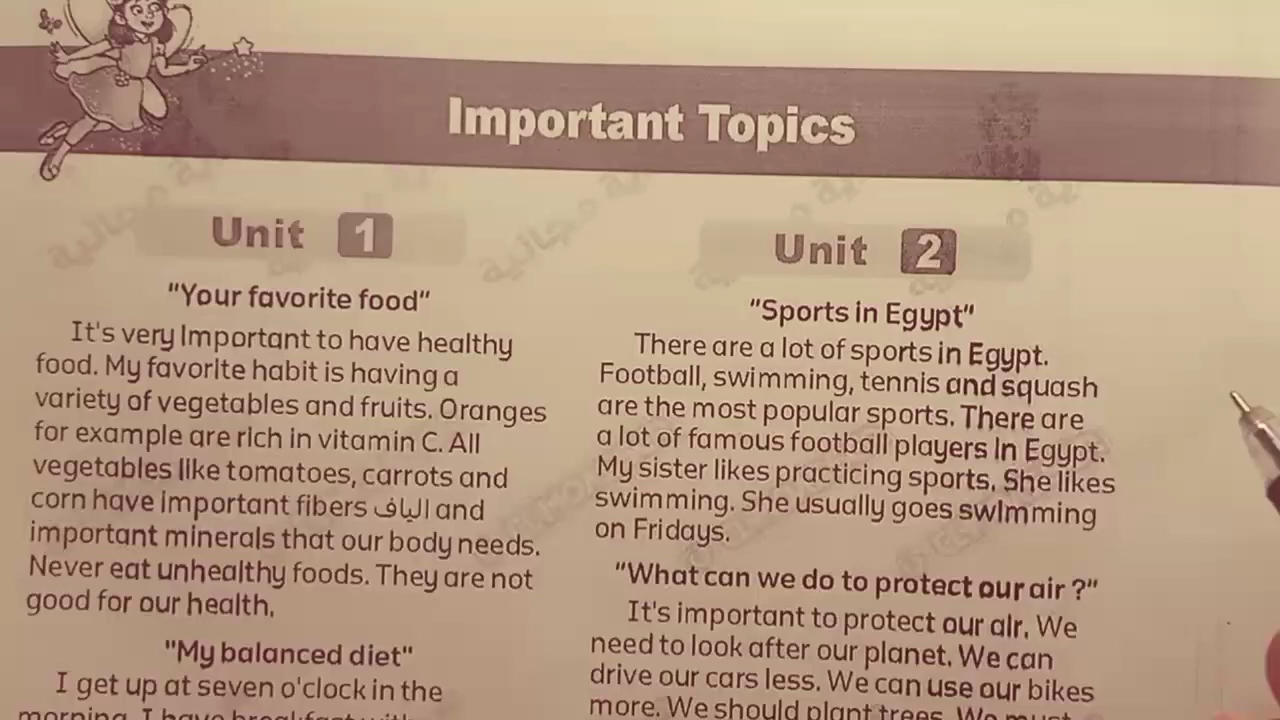 Important Topics
Unit 1
"Your favorite food"
It's very Important to have healthy
food. My favorite habit is having a
variety of vegetables and fruits. Oranges
for example are rich in vitamin C. All
vegetables like tomatoes, carrots and
corn have important fibers الياف and
important minerals that our body needs.
Never eat unhealthy foods. They are not
good for our health.
"My balanced diet"
I get up at seven o'clock in the
morning. I have breakfast with
Unit 2
"Sports in Egypt"
There are a lot of sports in Egypt.
Football, swimming, tennis and squash
are the most popular sports. There are
a lot of famous football players In Egypt.
My sister likes practicing sports. She likes
swimming. She usually goes swimming
on Fridays.
"What can we do to protect our air ?"
It's important to protect our air. We
need to look after our planet. We can
drive our cars less. We can use our bikes
more. We should plant trees. We must